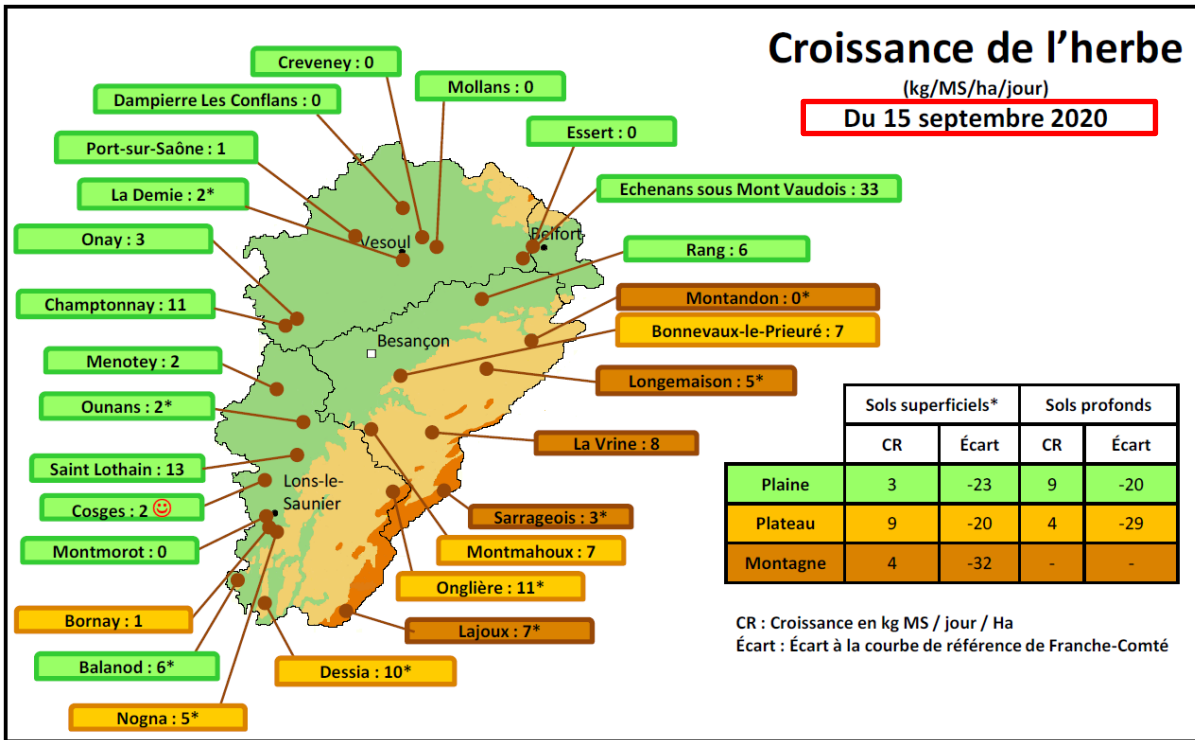 Croissance de l’herbe
(kg/MS/ha/jour)
Du 15 septembre 2020
Creveney : 0
Mollans : 0
Dampierre Les Conflans : 0
Essert : 0
Port-sur-Saône : 1
Echenans sous Mont Vaudois : 33
La Demie : 2*
Onay : 3
Vesoul
Belfort
Rang : 6
Champtonnay : 11
Montandon : 0*
Bonnevaux-le-Prieuré : 7
Besançon
Menotey : 2
Longemaison : 5*
Ounans : 2*
La Vrine : 8
Saint Lothain : 13
Lons-le-
Saunier
Cosges : 2
Sarrageois : 3*
Montmorot : 0
Montmahoux : 7
Onglière : 11*
Bornay : 1
Lajoux : 7*
Balanod : 6*
Dessia : 10*
Nogna : 5*
Sols superficiels* Sols profonds
CR Écart CR Écart
Plaine 3 -23 9 -20
Plateau 9 -20 4 -29
Montagne 4 -32 - -
CR : Croissance en kg MS / jour / Ha
Écart : Écart à la courbe de référence de Franche-Comté